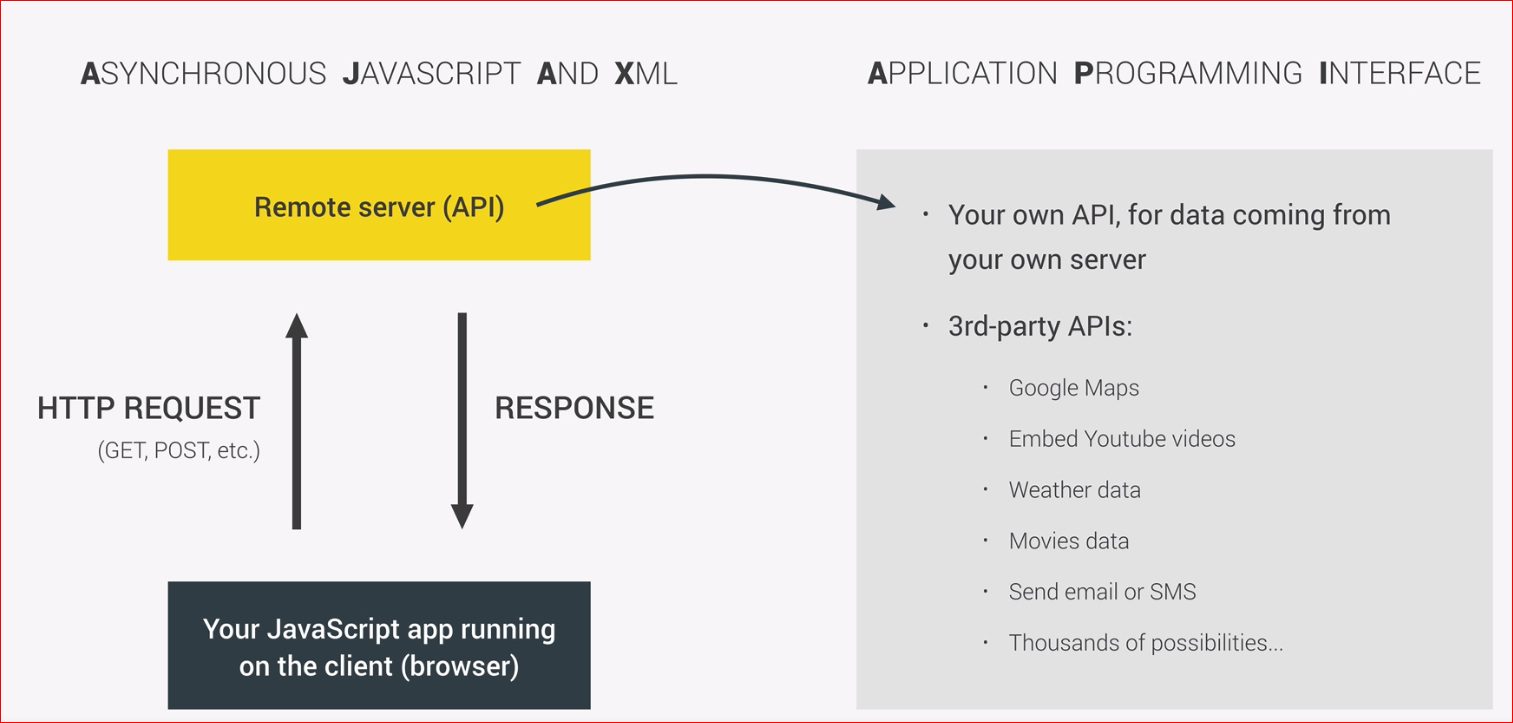 ASYNCHRONOUS JAVASCRIPT AND XML
Remote server (API)
HTTP REQUEST
(GET, POST, etc.)
RESPONSE
Your JavaScript app running
on the client (browser)
APPLICATION PROGRAMMING INTERFACE
· Your own API, for data coming from
your own server
· 3rd-party APIs:
· Google Maps
· Embed Youtube videos
· Weather data
· Movies data
· Send email or SMS
· Thousands of possibilities...